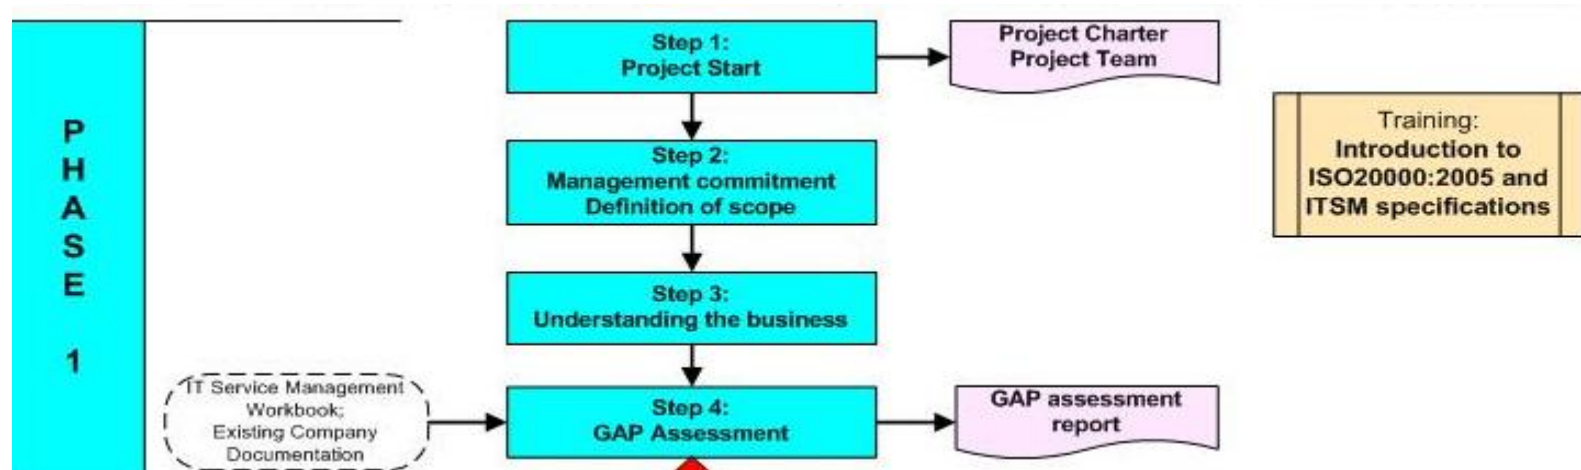 PHASE 1
Step 1:
Project Start
Project Charter
Project Team
Training:
Introduction to
ISO20000:2005 and
ITSM specifications
Step 2:
Management commitment
Definition of scope
Step 3:
Understanding the business
IT Service Management
Workbook;
Existing Company
Documentation
Step 4:
GAP Assessment
GAP assessment
report